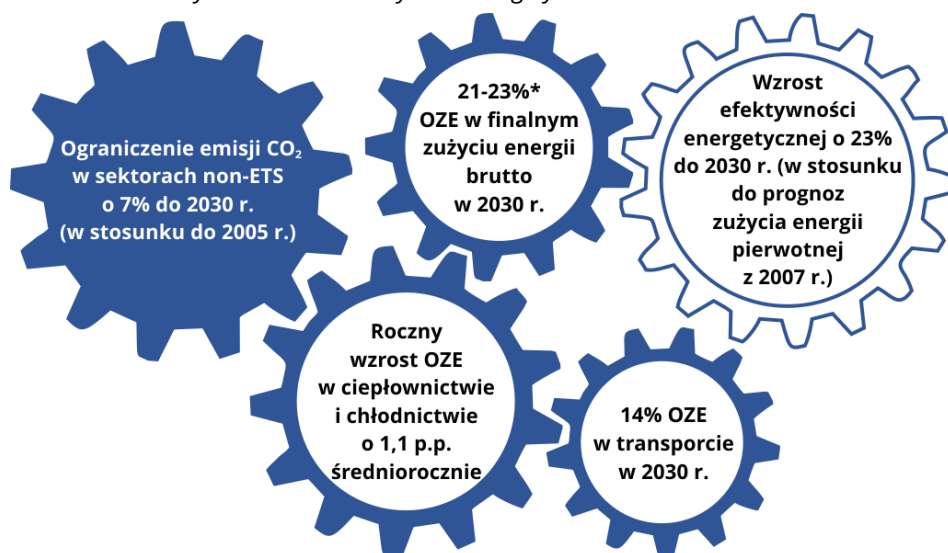 Ograniczenie emisji CO₂
w sektorach non-ETS
o 7% do 2030 r.
(w stosunku do 2005 r.)
21-23%*
OZE w finalnym
zużyciu energii
brutto
w 2030 r.
Wzrost
efektywności
energetycznej o 23%
do 2030 r. (w stosunku
do prognoz
zużycia energii
pierwotnej
z 2007 r.)
Roczny
wzrost OZE
w ciepłownictwie
i chłodnictwie
o 1,1 p.p.
średniorocznie
14% OZE
w transporcie
w 2030 r.